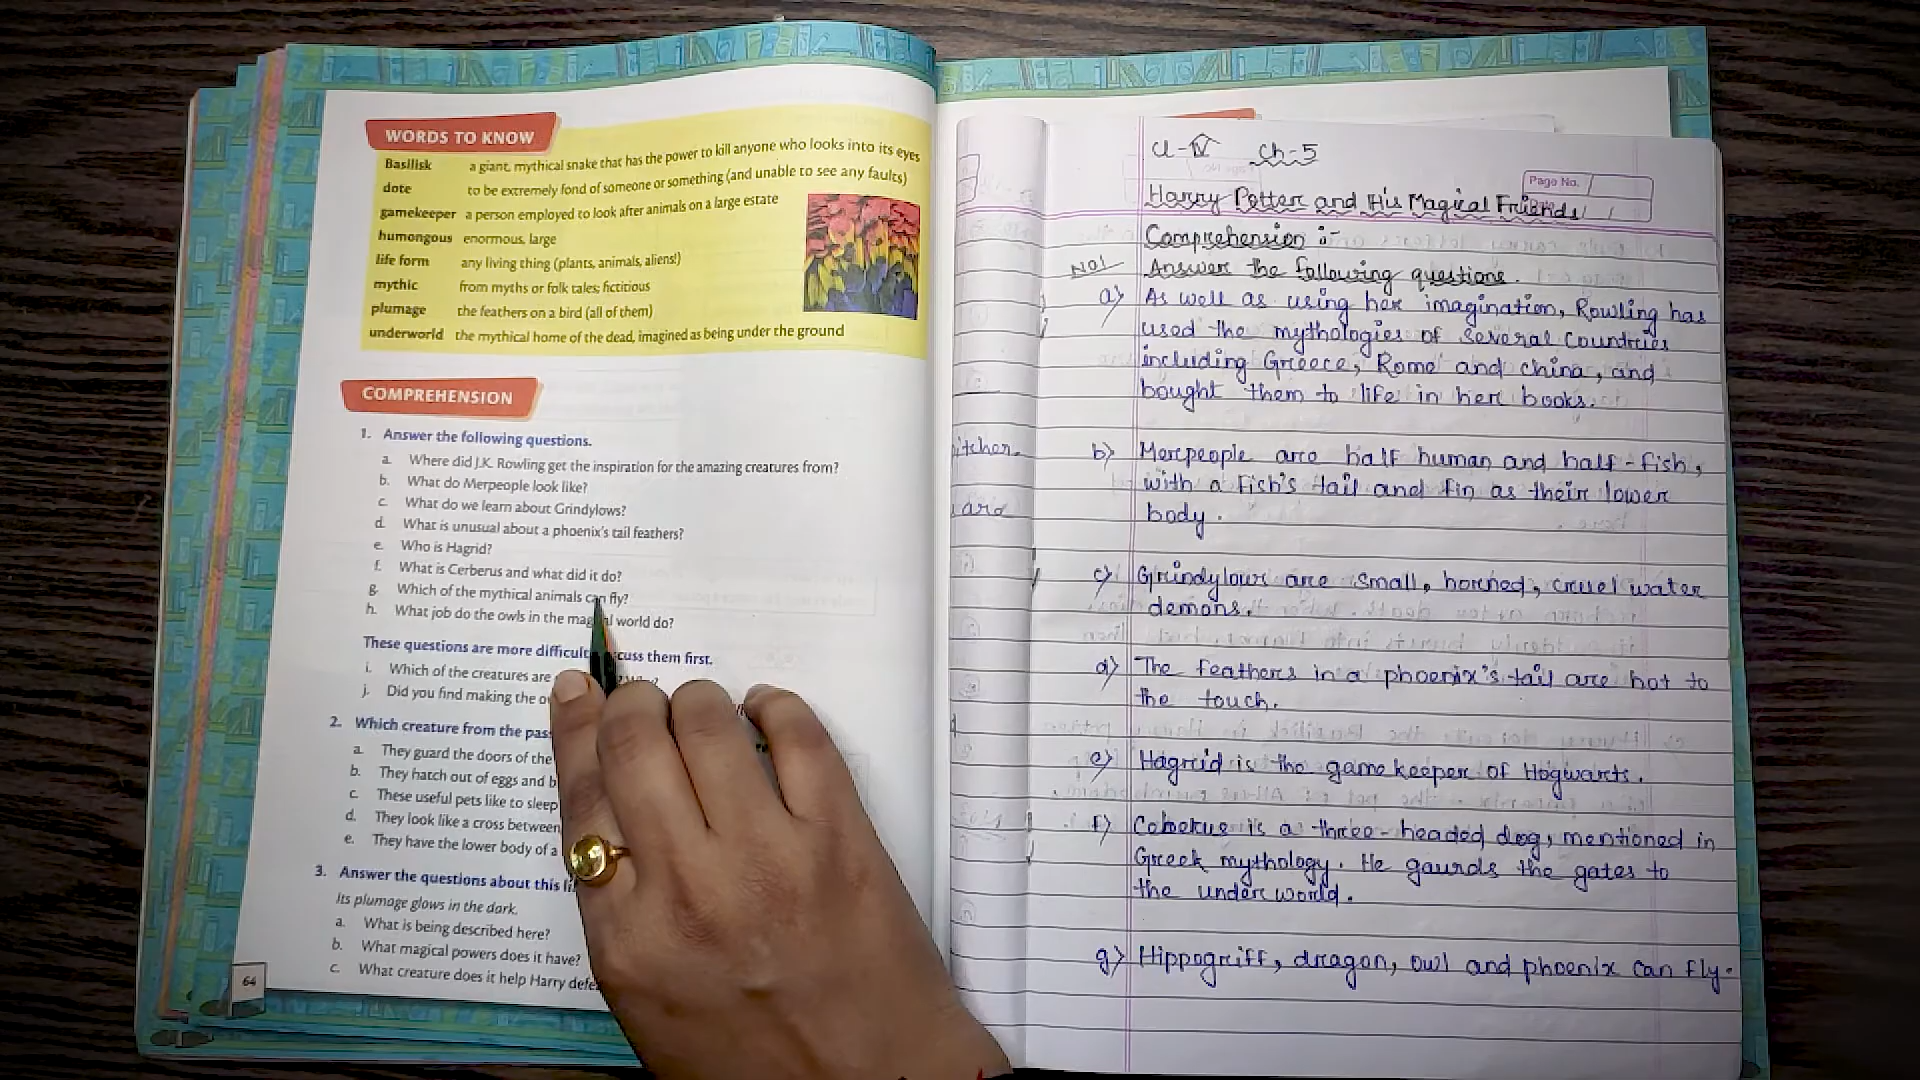 WORDS TO KNOW
Basilisk a giant, mythical snake that has the power to kill anyone who looks into its eyes
dote to be extremely fond of someone or something (and unable to see any faults)
gamekeeper a person employed to look after animals on a large estate
humongous enormous, large
life form any living thing (plants, animals, aliens!)
mythic from myths or folk tales; fictitious
plumage the feathers on a bird (all of them)
underworld the mythical home of the dead, imagined as being under the ground
COMPREHENSION
1. Answer the following questions.
a. Where did J.K. Rowling get the inspiration for the amazing creatures from?
b. What do Merpeople look like?
c. What do we learn about Grindylows?
d. What is unusual about a phoenix's tail feathers?
e. Who is Hagrid?
f. What is Cerberus and what did it do?
g. Which of the mythical animals can fly?
h. What job do the owls in the magical world do?
These questions are more difficult. Discuss them first.
i. Which of the creatures are
j. Did you find making the
2. Which creature from the pas
a. They guard the doors of the
b. They hatch out of eggs and b
c. These useful pets like to sleep
d. They look like a cross between
e. They have the lower body of a
3. Answer the questions about this li
Its plumage glows in the dark.
a. What is being described here?
b. What magical powers does it have?
c. What creature does it help Harry defe
64
Cl-IV Ch-5
Page No.
Harry Potter and His Magical Friends
Comprehension :-
No1 Answer the following questions.
a) As well as using her imagination, Rowling has
used the mythologies of several countries
including Greece, Rome and China, and
bought them to life in her books.
b) Merpeople are half human and half-fish,
with a fish's tail and fin as their lower
body.
c) Grindylows are small, horned, cruel water
demons.
d) The feathers in a phoenix's tail are hot to
the touch.
e) Hagrid is the gamekeeper of Hogwarts.
f) is a three-headed dog, mentioned in
Greek mythology. He gaurds the gates to
the underworld.
g) Hippogriff, dragon, owl and phoenix can fly.